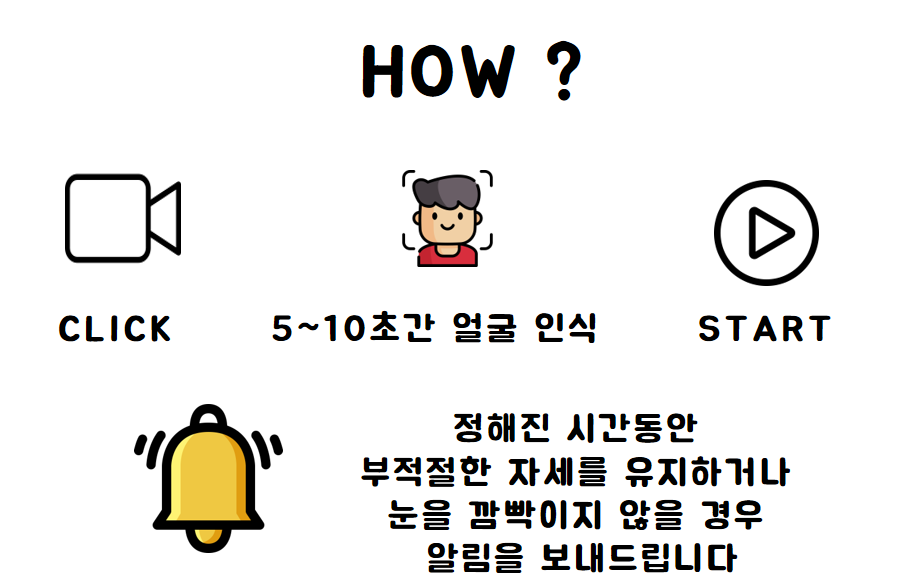 HOW ?
CLICK
5~10초간 얼굴 인식
START
정해진 시간동안
부적절한 자세를 유지하거나
눈을 깜빡이지 않을 경우
알림을 보내드립니다